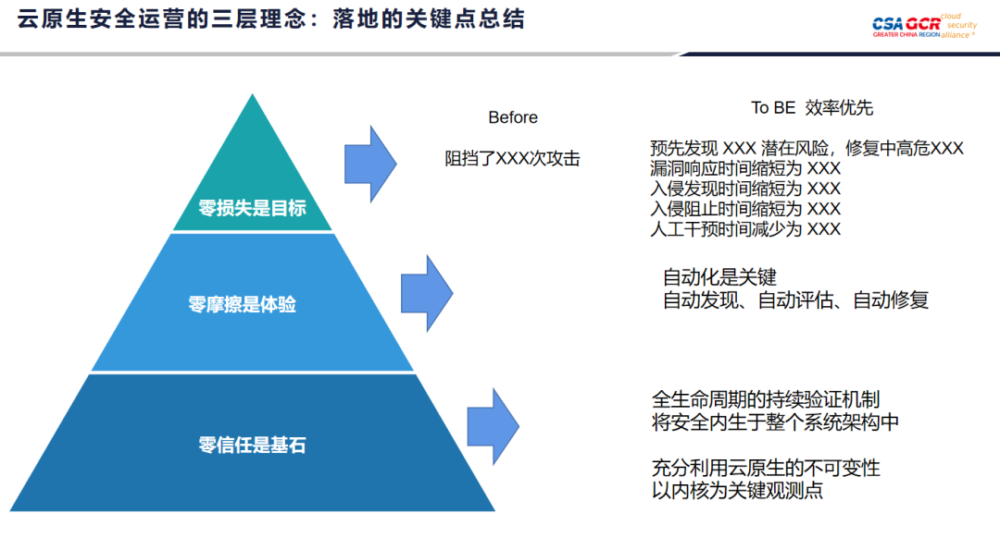 云原生安全运营的三层理念：落地的关键点总结
CSA GCR
GREATER CHINA REGION
cloud
security
alliance ®
Before
阻挡了XXX次攻击
To BE 效率优先
预先发现 XXX 潜在风险，修复中高危XXX
漏洞响应时间缩短为 XXX
入侵发现时间缩短为 XXX
入侵阻止时间缩短为 XXX
人工干预时间减少为 XXX
零损失是目标
自动化是关键
自动发现、自动评估、自动修复
零摩擦是体验
全生命周期的持续验证机制
将安全内生于整个系统架构中
零信任是基石
充分利用云原生的不可变性
以内核为关键观测点